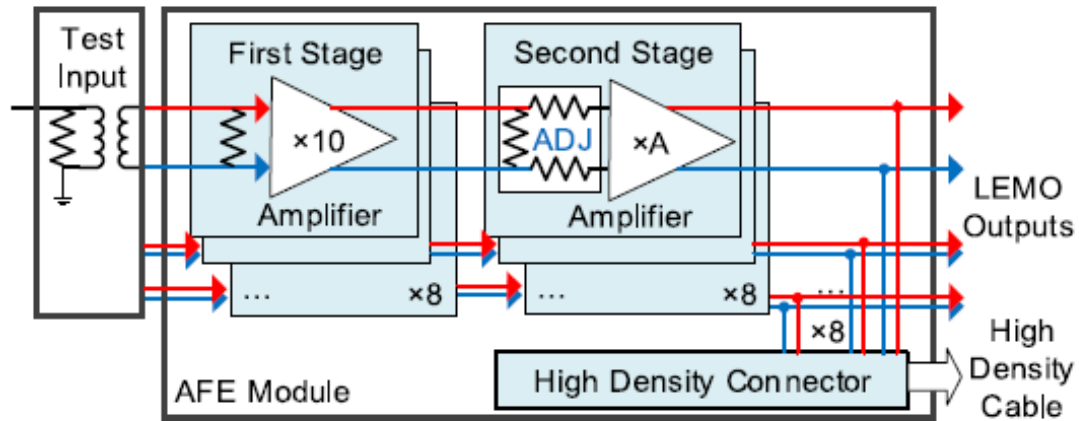 Test
Input
First Stage
×10
Amplifier
Second Stage
ADJ
×A
Amplifier
LEMO
Outputs
... ×8
... ×8
...
×8
High Density Connector
High
Density
Cable
AFE Module